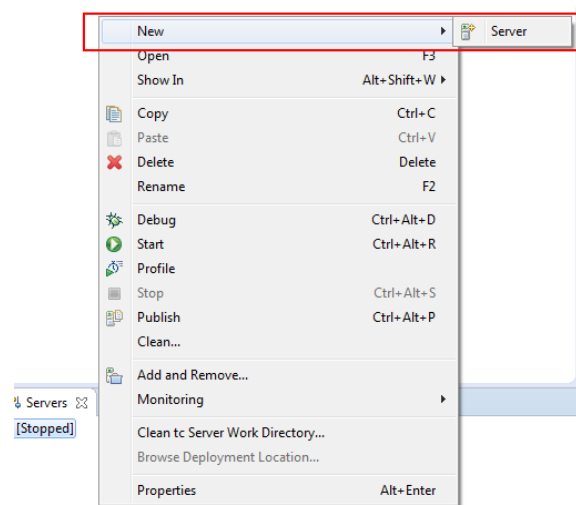 New Server
Open F3
Show In Alt+Shift+W
Copy Ctrl+C
Paste Ctrl+V
Delete Delete
Rename F2
Debug Ctrl+Alt+D
Start Ctrl+Alt+R
Profile
Stop Ctrl+Alt+S
Publish Ctrl+Alt+P
Clean...
Add and Remove...
Servers Monitoring
[Stopped] Clean tc Server Work Directory...
Browse Deployment Location...
Properties Alt+Enter